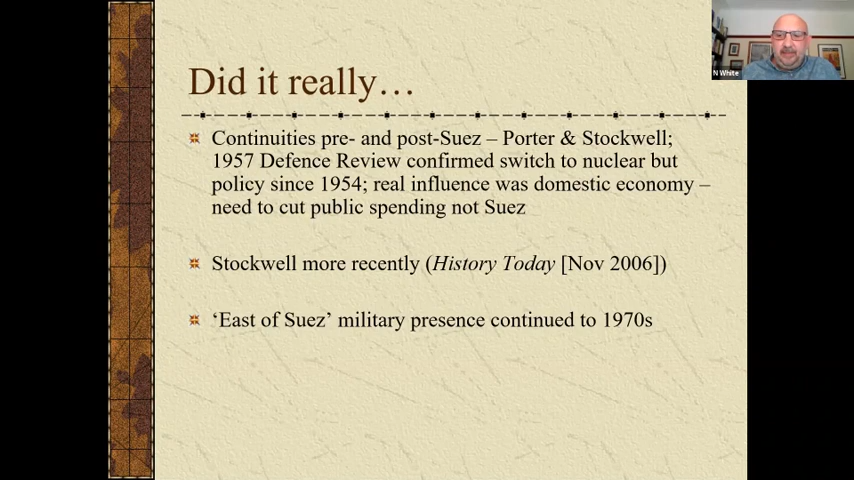 Did it really…
Continuities pre- and post-Suez – Porter & Stockwell;
1957 Defence Review confirmed switch to nuclear but
policy since 1954; real influence was domestic economy –
need to cut public spending not Suez
Stockwell more recently (History Today [Nov 2006])
‘East of Suez’ military presence continued to 1970s
N White